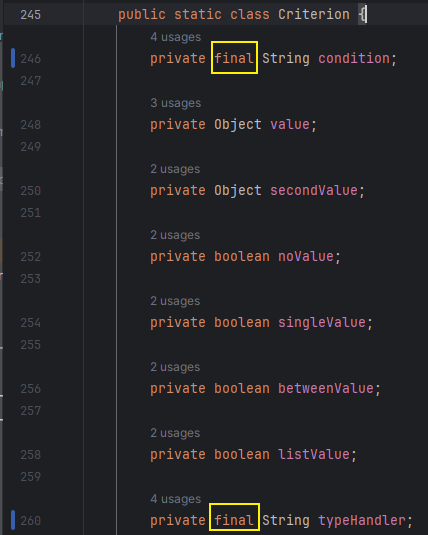 245 public static class Criterion {
4 usages
246 private final String condition;
247
3 usages
248 private Object value;
249
2 usages
250 private Object secondValue;
251
2 usages
252 private boolean noValue;
253
2 usages
254 private boolean singleValue;
255
2 usages
256 private boolean betweenValue;
257
2 usages
258 private boolean listValue;
259
4 usages
260 private final String typeHandler;